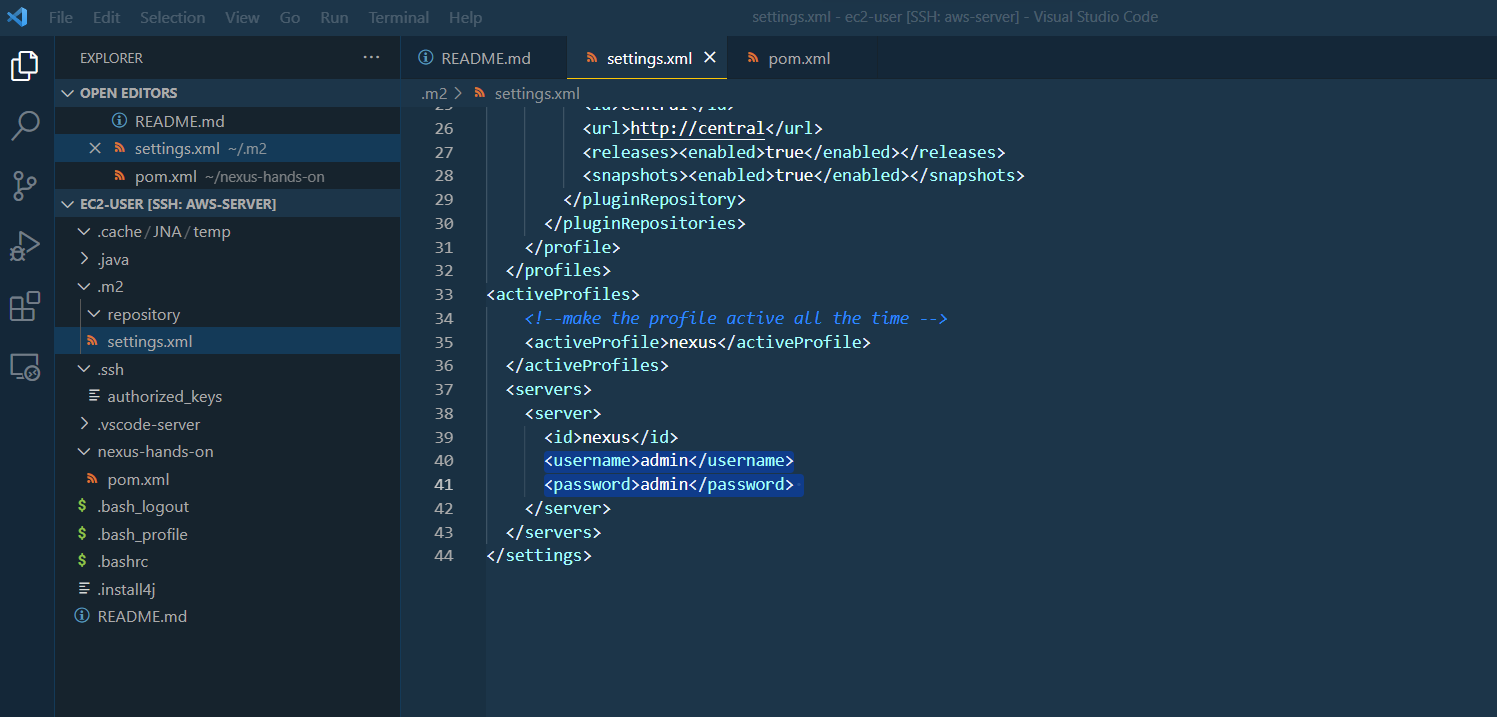 File Edit Selection View Go Run Terminal Help
settings.xml - ec2-user [SSH: aws-server] - Visual Studio Code
EXPLORER ···
OPEN EDITORS
README.md
settings.xml ~/.m2
pom.xml ~/nexus-hands-on
EC2-USER [SSH: AWS-SERVER]
.cache / JNA / temp
.java
.m2
repository
settings.xml
.ssh
authorized_keys
.vscode-server
nexus-hands-on
pom.xml
.bash_logout
.bash_profile
.bashrc
.install4j
README.md
README.md settings.xml pom.xml
.m2 > settings.xml
25 <id>central</id>
26 <url>http://central</url>
27 <releases><enabled>true</enabled></releases>
28 <snapshots><enabled>true</enabled></snapshots>
29 </pluginRepository>
30 </pluginRepositories>
31 </profile>
32 </profiles>
33 <activeProfiles>
34 <!--make the profile active all the time -->
35 <activeProfile>nexus</activeProfile>
36 </activeProfiles>
37 <servers>
38 <server>
39 <id>nexus</id>
40 <username>admin</username>
41 <password>admin</password>
42 </server>
43 </servers>
44 </settings>